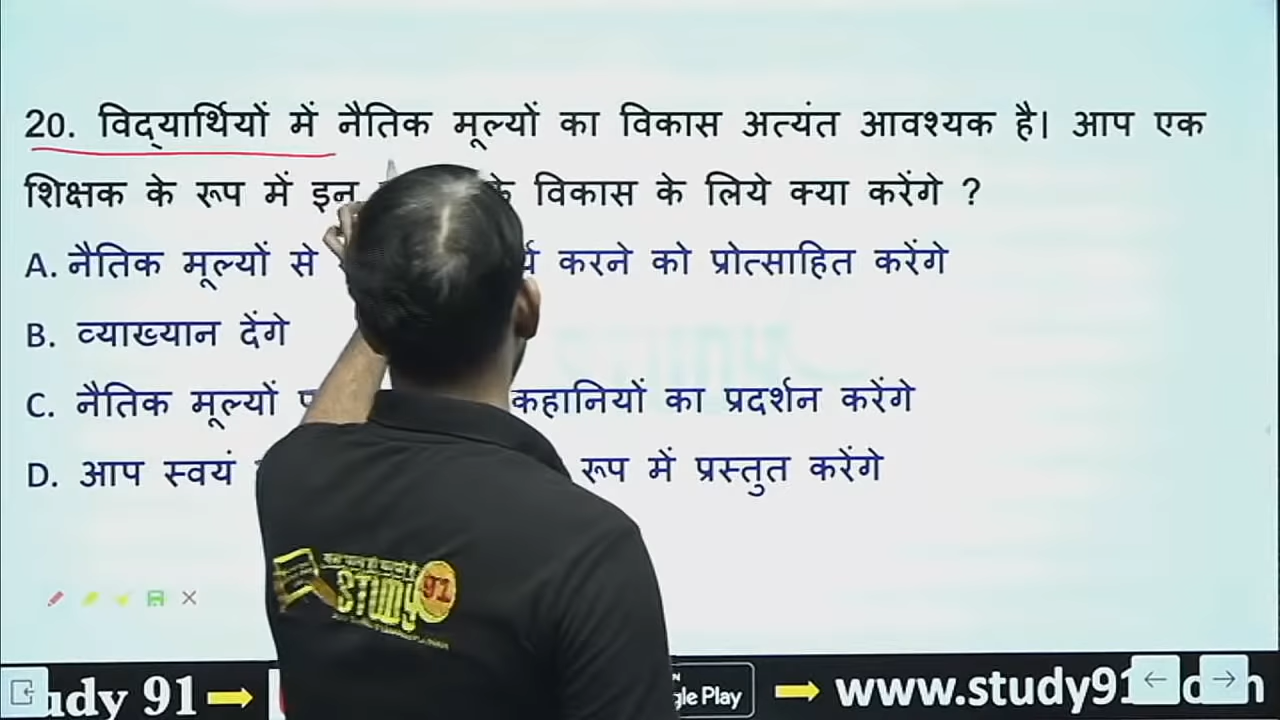 20. विद्यार्थियों में नैतिक मूल्यों का विकास अत्यंत आवश्यक है। आप एक
शिक्षक के रूप में इन के विकास के लिये क्या करेंगे ?
A. नैतिक मूल्यों से करने को प्रोत्साहित करेंगे
B. व्याख्यान देंगे
C. नैतिक मूल्यों कहानियों का प्रदर्शन करेंगे
D. आप स्वयं रूप में प्रस्तुत करेंगे
STUDY 91
udy 91 gle Play www.study91